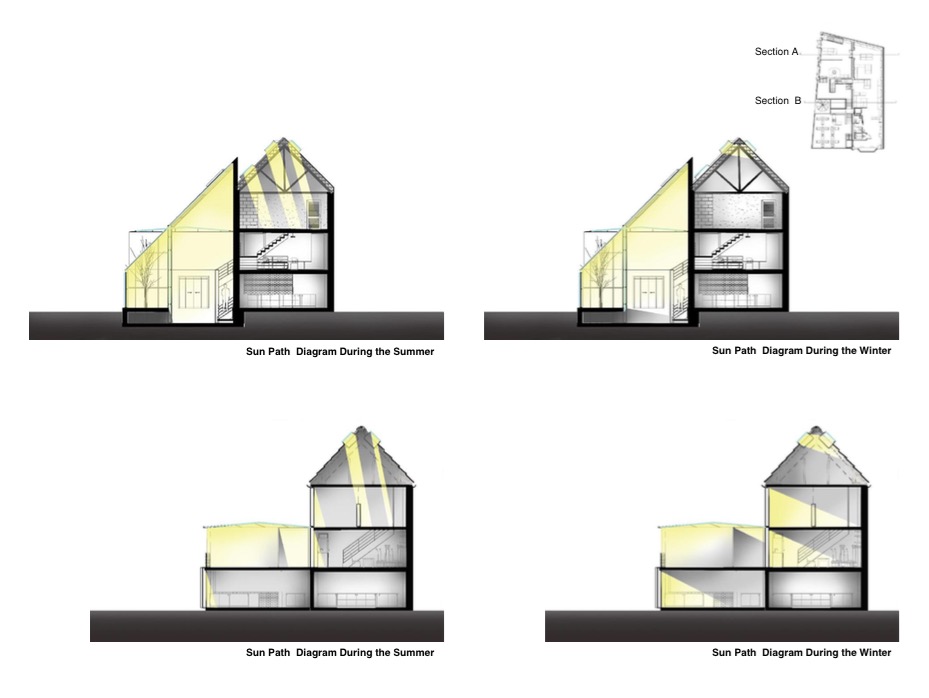 Section A
Section B
Sun Path Diagram During the Summer
Sun Path Diagram During the Winter
Sun Path Diagram During the Summer
Sun Path Diagram During the Winter